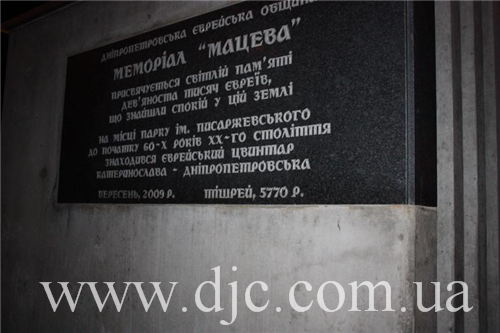 ДНІПРОПЕТРОВСЬКА ЄВРЕЙСЬКА ОБЩИНА
МЕМОРІАЛ "МАЦЕВА"
ПРИСВЯЧУЄТЬСЯ СВІТЛІЙ ПАМ'ЯТІ
ДЕВ'ЯНОСТА ТИСЯЧ ЄВРЕЇВ,
ЩО ЗНАЙШЛИ СПОКІЙ У ЦІЙ ЗЕМЛІ
НА МІСЦІ ПАРКУ ІМ. ПИСАРЖЕВСЬКОГО
ДО ПОЧАТКУ 60-Х РОКІВ ХХ-ГО СТОЛІТТЯ
ЗНАХОДИВСЯ ЄВРЕЙСЬКИЙ ЦВИНТАР
КАТЕРИНОСЛАВА - ДНІПРОПЕТРОВСЬКА
ВЕРЕСЕНЬ, 2009 Р. ТІШРЕЙ, 5770 Р.
www.djc.com.ua